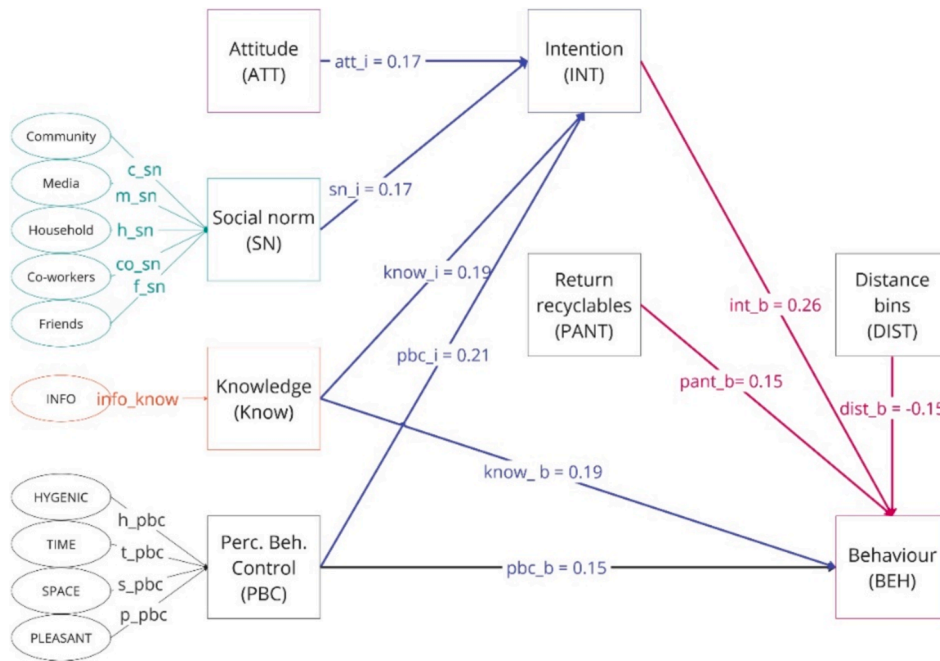 Attitude
(ATT)
att_i = 0.17
Intention
(INT)
Community
Media
Household
Co-workers
Friends
c_sn
m_sn
h_sn
co_sn
f_sn
Social norm
(SN)
sn_i = 0.17
know_i = 0.19
pbc_i = 0.21
Return
recyclables
(PANT)
int_b = 0.26
Distance
bins
(DIST)
pant_b= 0.15
dist_b = -0.15
INFO
info_know
Knowledge
(Know)
know_ b = 0.19
HYGENIC
TIME
SPACE
PLEASANT
h_pbc
t_pbc
s_pbc
p_pbc
Perc. Beh.
Control
(PBC)
pbc_b = 0.15
Behaviour
(BEH)